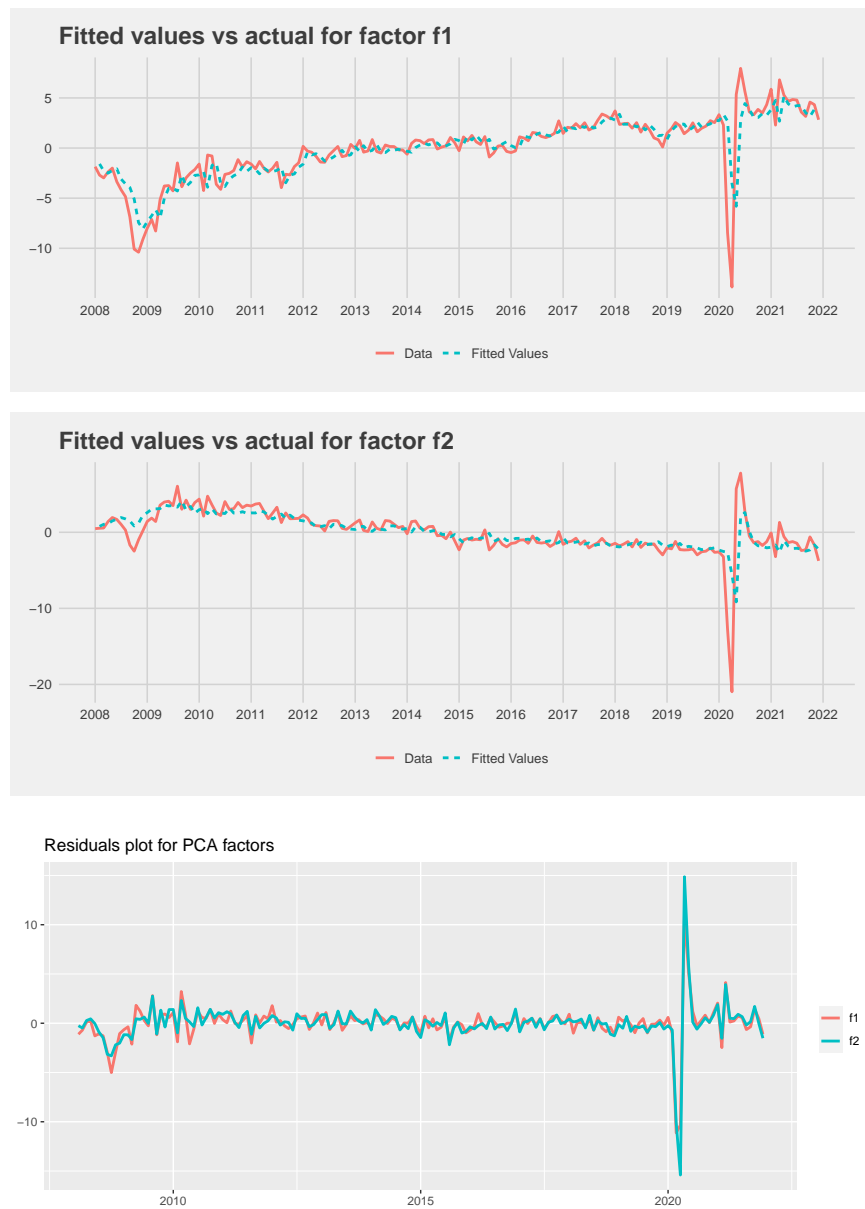 Fitted values vs actual for factor f1
5
0
−5
−10
2008 2009 2010 2011 2012 2013 2014 2015 2016 2017 2018 2019 2020 2021 2022
Data Fitted Values
Fitted values vs actual for factor f2
0
−10
−20
2008 2009 2010 2011 2012 2013 2014 2015 2016 2017 2018 2019 2020 2021 2022
Data Fitted Values
Residuals plot for PCA factors
10
0
−10
2010 2015 2020
f1
f2